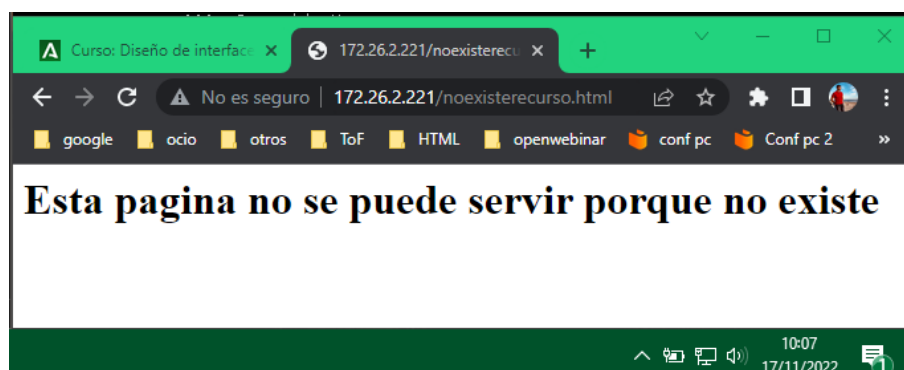 Curso: Diseño de interface
172.26.2.221/noexisterecu
No es seguro | 172.26.2.221/noexisterecurso.html
google ocio otros ToF HTML openwebinar conf pc Conf pc 2 »
Esta pagina no se puede servir porque no existe
10:07
17/11/2022
1